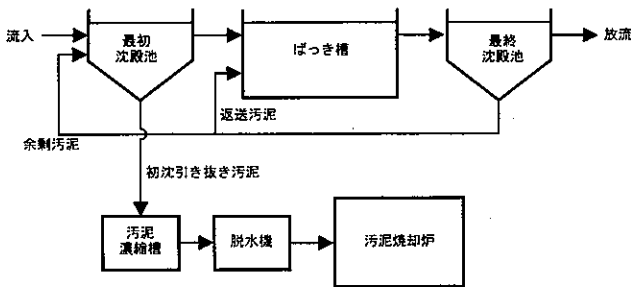 流入
最初
沈殿池
ばっき槽
最終
沈殿池
放流
返送汚泥
余剰汚泥
初沈引き抜き汚泥
汚泥
濃縮槽
脱水機
汚泥焼却炉